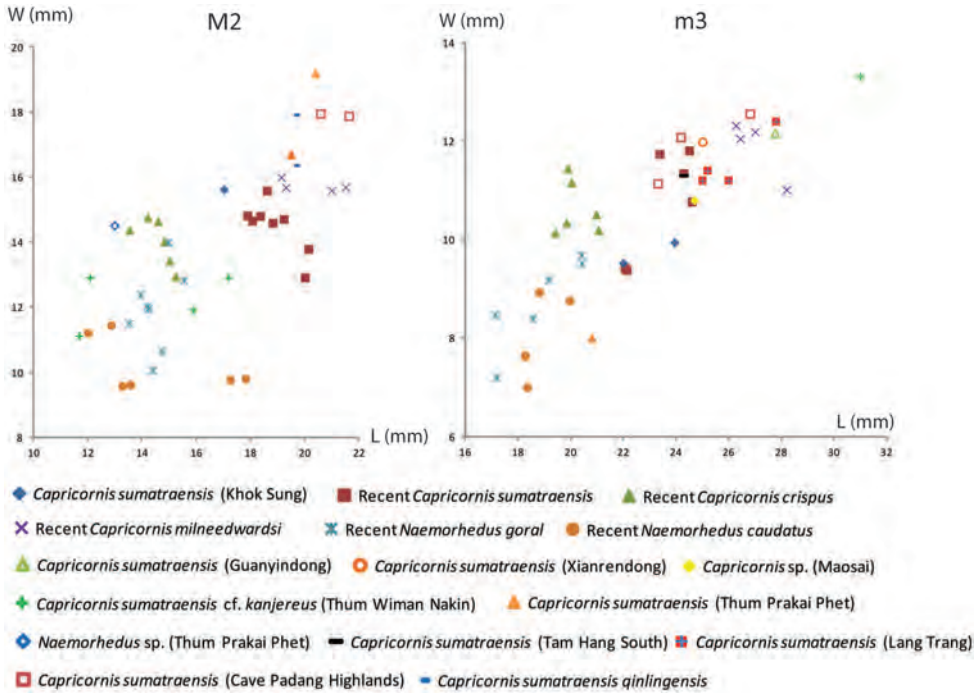 W (mm) M2
20
18
16
14
12
10
8
10 12 14 16 18 20 22
L (mm)
W (mm) m3
14
12
10
8
6
16 18 20 22 24 26 28 30 32
L (mm)
Capricornis sumatraensis (Khok Sung) Recent Capricornis sumatraensis Recent Capricornis crispus
Recent Capricornis milneedwardsi Recent Naemorhedus goral Recent Naemorhedus caudatus
Capricornis sumatraensis (Guanyindong) Capricornis sumatraensis (Xianrendong) Capricornis sp. (Maosai)
Capricornis sumatraensis cf. kanjereus (Thum Wiman Nakin) Capricornis sumatraensis (Thum Prakai Phet)
Naemorhedus sp. (Thum Prakai Phet) Capricornis sumatraensis (Tam Hang South) Capricornis sumatraensis (Lang Trang)
Capricornis sumatraensis (Cave Padang Highlands) Capricornis sumatraensis qinlingensis